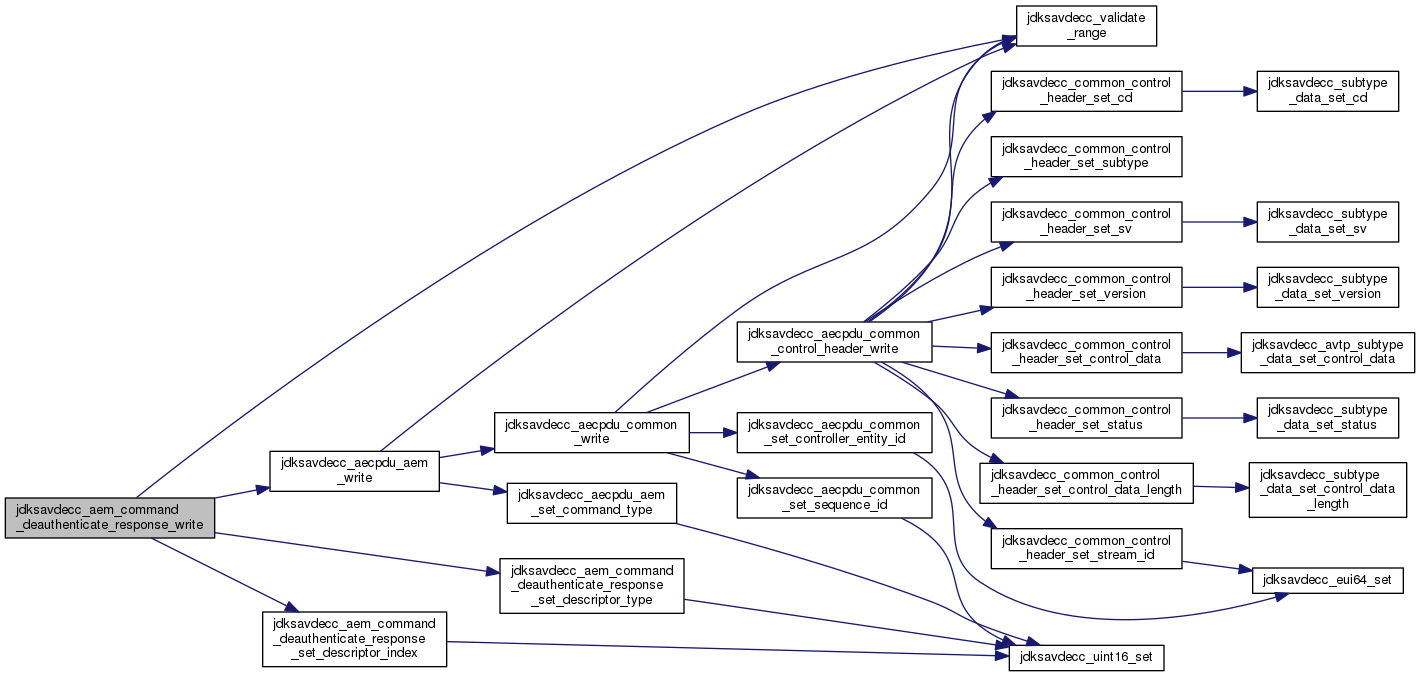 jdksavdecc_aem_command
_deauthenticate_response_write
jdksavdecc_aecpdu_aem
_write
jdksavdecc_aem_command
_deauthenticate_response
_set_descriptor_index
jdksavdecc_aecpdu_common
_write
jdksavdecc_aecpdu_aem
_set_command_type
jdksavdecc_aem_command
_deauthenticate_response
_set_descriptor_type
jdksavdecc_aecpdu_common
_control_header_write
jdksavdecc_aecpdu_common
_set_controller_entity_id
jdksavdecc_aecpdu_common
_set_sequence_id
jdksavdecc_validate
_range
jdksavdecc_common_control
_header_set_cd
jdksavdecc_common_control
_header_set_subtype
jdksavdecc_common_control
_header_set_sv
jdksavdecc_common_control
_header_set_version
jdksavdecc_common_control
_header_set_control_data
jdksavdecc_common_control
_header_set_status
jdksavdecc_common_control
_header_set_control_data_length
jdksavdecc_common_control
_header_set_stream_id
jdksavdecc_uint16_set
jdksavdecc_subtype
_data_set_cd
jdksavdecc_subtype
_data_set_sv
jdksavdecc_subtype
_data_set_version
jdksavdecc_avtp_subtype
_data_set_control_data
jdksavdecc_subtype
_data_set_status
jdksavdecc_subtype
_data_set_control_data
_length
jdksavdecc_eui64_set